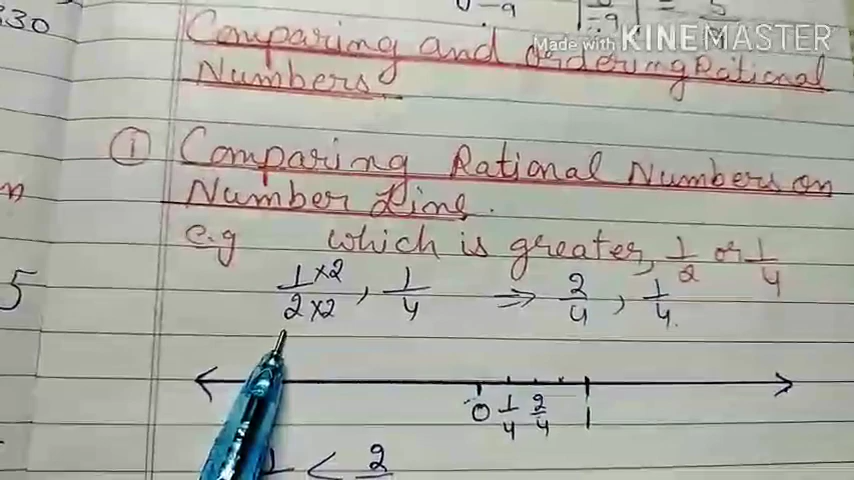 :30
Made with KINEMASTER
Comparing and Ordering Rational
Numbers
① Comparing Rational Numbers on
Number Line.
e.g which is greater, 1/2 or 1/4
1×2/2×2, 1/4 ⇒ 2/4, 1/4.
5
0 1/4 2/4 1
< 2